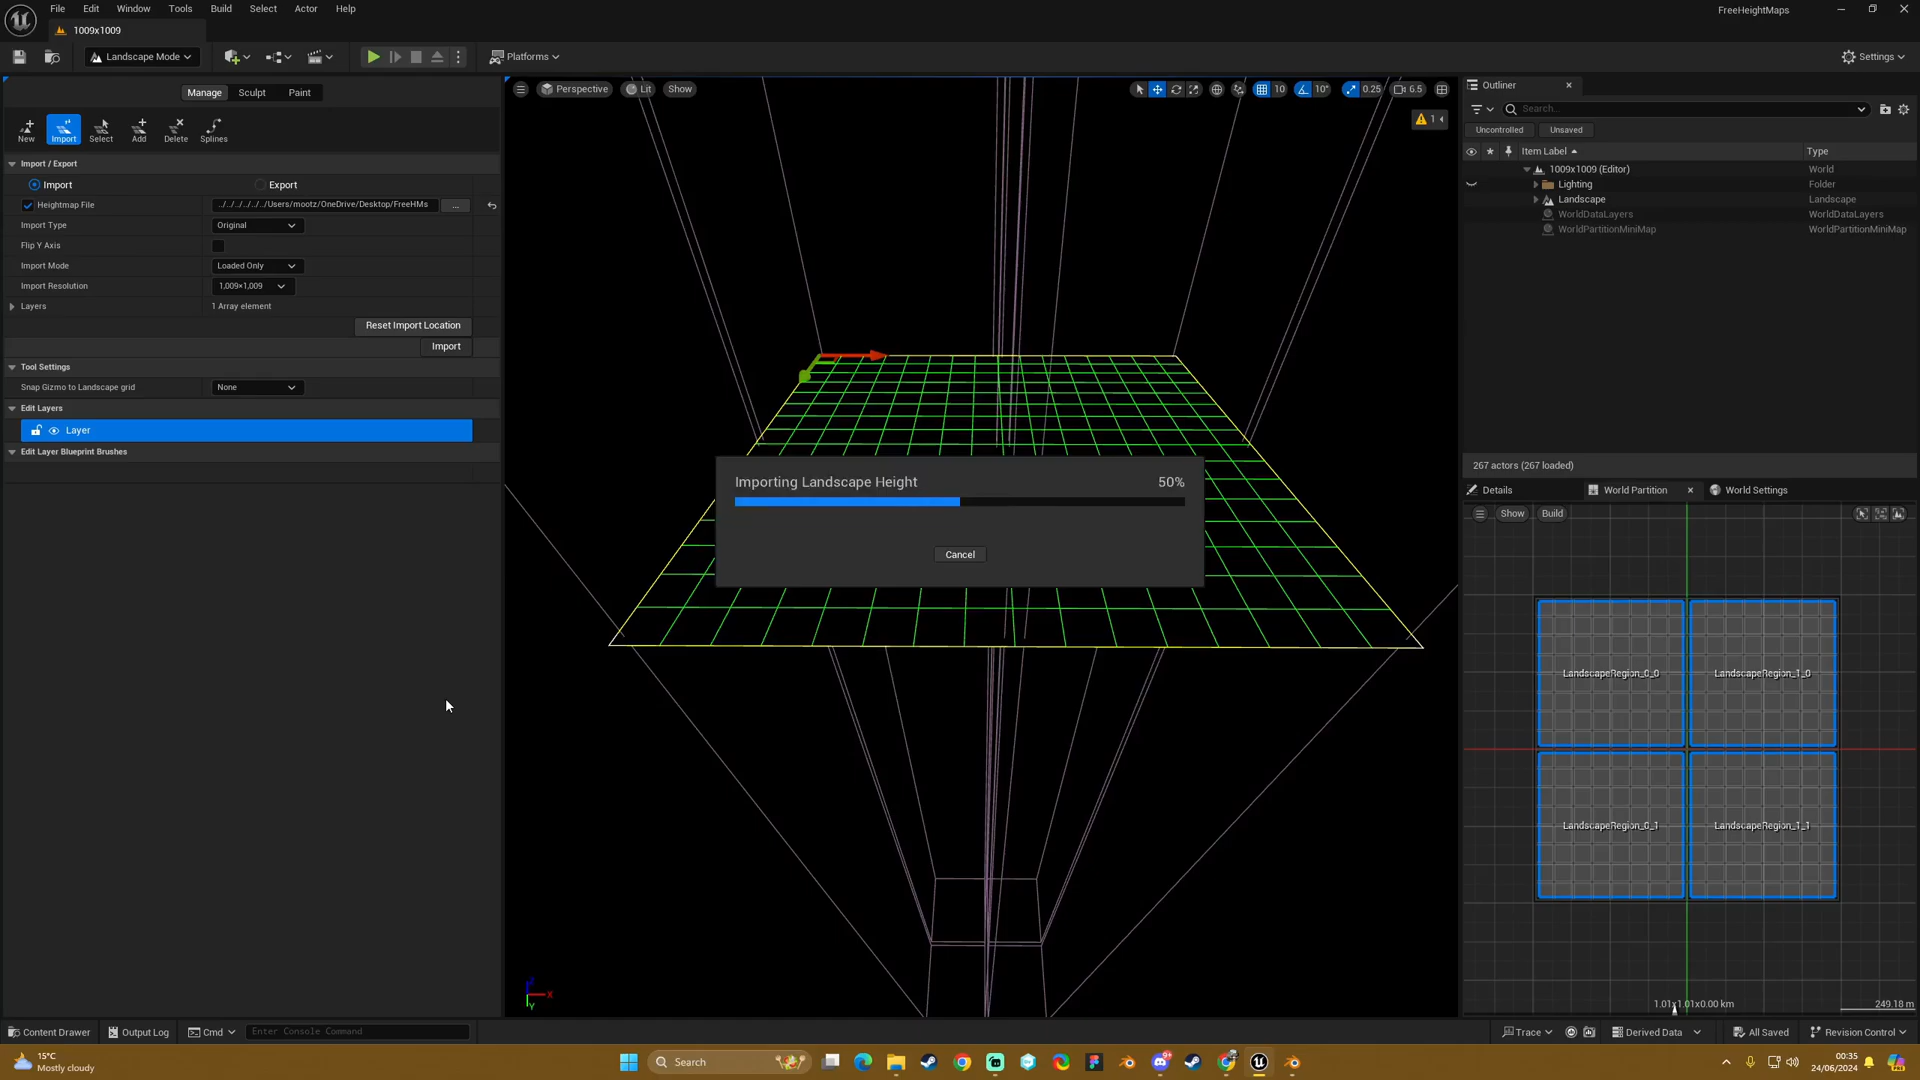 File Edit Window Tools Build Select Actor Help
FreeHeightMaps
1009x1009
Landscape Mode
Platforms
Settings
Manage Sculpt Paint
New Import Select Add Delete Splines
Import / Export
Import Export
Heightmap File ../../../../../../Users/mootz/OneDrive/Desktop/FreeHMs ...
Import Type Original
Flip Y Axis
Import Mode Loaded Only
Import Resolution 1,009×1,009
Layers 1 Array element
Reset Import Location
Import
Tool Settings
Snap Gizmo to Landscape grid None
Edit Layers
Layer
Edit Layer Blueprint Brushes
Perspective Lit Show
10 10° 0.25 6.5
1
Importing Landscape Height 50%
Cancel
X
Y
Outliner
Search...
Uncontrolled Unsaved
Item Label Type
1009x1009 (Editor) World
Lighting Folder
Landscape Landscape
WorldDataLayers WorldDataLayers
WorldPartitionMiniMap WorldPartitionMiniMap
267 actors (267 loaded)
Details World Partition World Settings
Show Build
LandscapeRegion_0_0 LandscapeRegion_1_0
LandscapeRegion_0_1 LandscapeRegion_1_1
1.01x1.01x0.00 km
249.18 m
Content Drawer Output Log Cmd Enter Console Command
Trace Derived Data All Saved Revision Control
15°C
Mostly cloudy
Search
00:35
24/06/2024